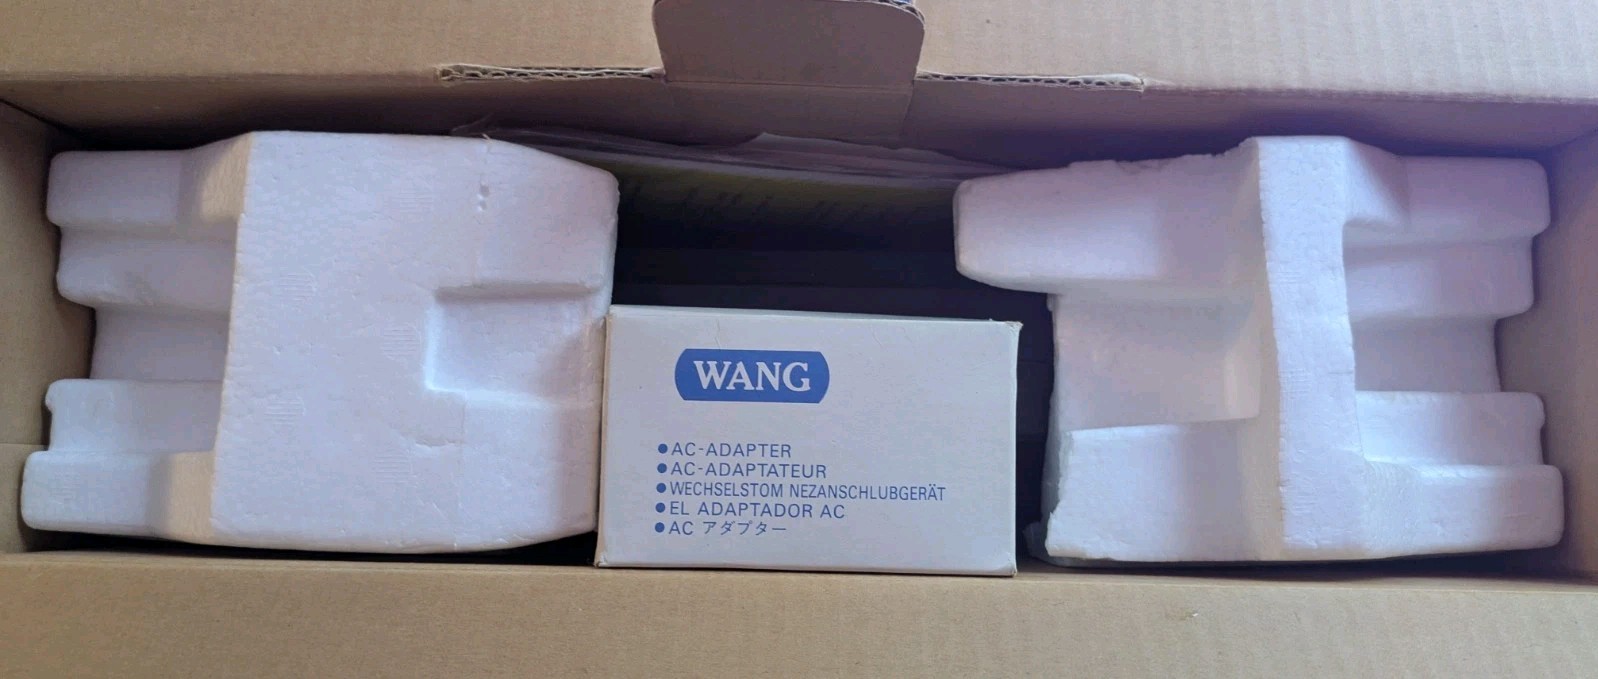 WANG
●AC-ADAPTER
●AC-ADAPTATEUR
●WECHSELSTOM NEZANSCHLUBGERÄT
●EL ADAPTADOR AC
●AC アダプター